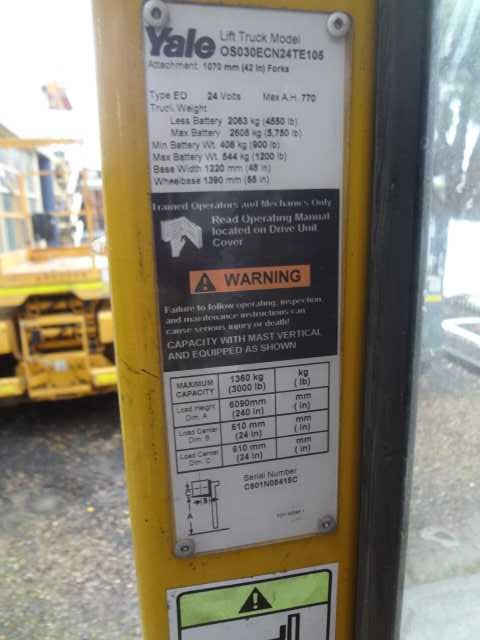 Yale Lift Truck Model
OS030ECN24TE105
Attachment: 1070 mm (42 in) Forks
Type ED 24 Volts Max A.H. 770
Truck Weight
Less Battery 2063 kg (4550 lb)
Max Battery 2608 kg (5,750 lb)
Min Battery Wt. 408 kg (900 lb)
Max Battery Wt. 544 kg (1200 lb)
Base Width 1220 mm (48 in)
Wheelbase 1390 mm (55 in)
Trained Operators and Mechanics Only
Read Operating Manual
located on Drive Unit
Cover
WARNING
Failure to follow operating, inspection,
and maintenance instructions can
cause serious injury or death!
CAPACITY WITH MAST VERTICAL
AND EQUIPPED AS SHOWN
MAXIMUM CAPACITY 1360 kg (3000 lb) kg ( lb)
Load Height Dim. A 6090mm (240 in) mm ( in)
Load Center Dim. B 610 mm (24 in) mm ( in)
Load Center Dim. C 610 mm (24 in) mm ( in)
Serial Number
C801N05415C
C
B
A